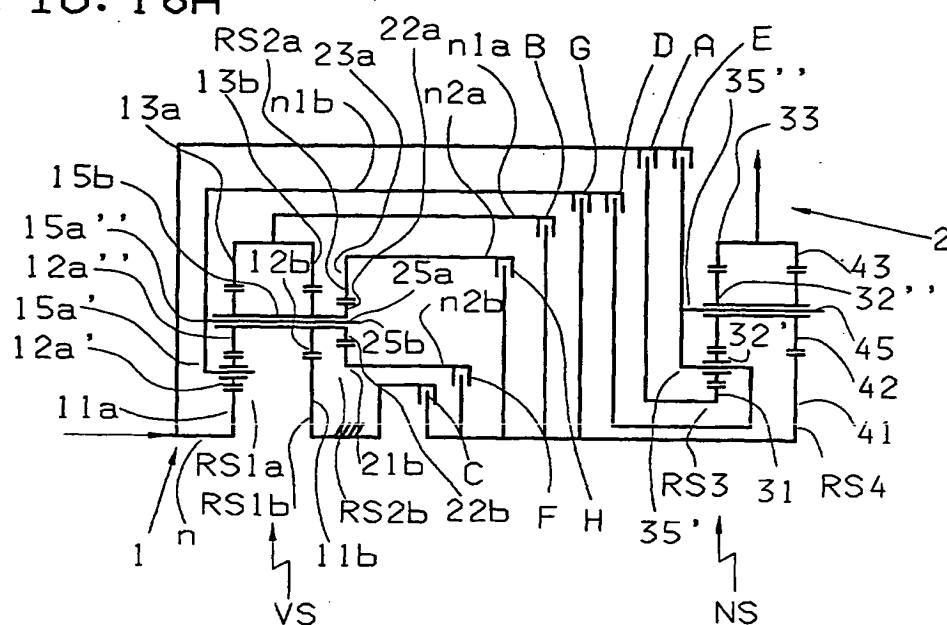 FIG. 16A
RS2a 23a 22a n1a B G D A E
13b n1b n2a 35''
13a 33
15b
15a'' 2
12a'' 12b 25a 43
15a' n2b 32''
12a' 25b 32' 45
42
11a 41
RS1a 21b C RS3 31 RS4
n RS1b RS2b 22b F H 35'
1 11b
VS NS